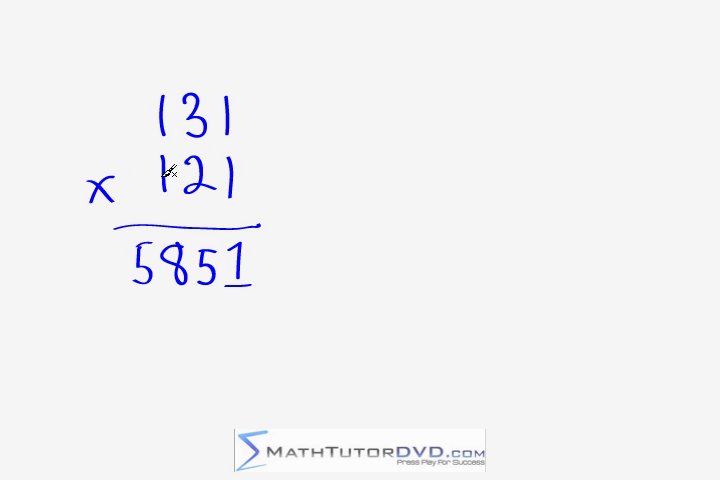 131
x 121
5851
MATHTUTORDVD.COM
Press Play For Success